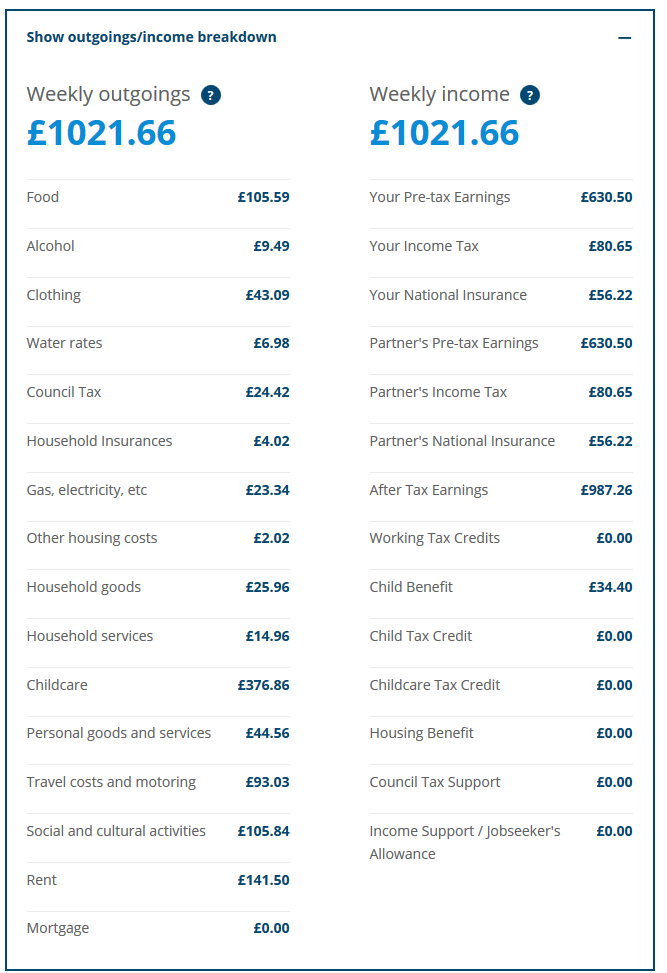 Show outgoings/income breakdown
Weekly outgoings ?
£1021.66
Food £105.59
Alcohol £9.49
Clothing £43.09
Water rates £6.98
Council Tax £24.42
Household Insurances £4.02
Gas, electricity, etc £23.34
Other housing costs £2.02
Household goods £25.96
Household services £14.96
Childcare £376.86
Personal goods and services £44.56
Travel costs and motoring £93.03
Social and cultural activities £105.84
Rent £141.50
Mortgage £0.00
Weekly income ?
£1021.66
Your Pre-tax Earnings £630.50
Your Income Tax £80.65
Your National Insurance £56.22
Partner's Pre-tax Earnings £630.50
Partner's Income Tax £80.65
Partner's National Insurance £56.22
After Tax Earnings £987.26
Working Tax Credits £0.00
Child Benefit £34.40
Child Tax Credit £0.00
Childcare Tax Credit £0.00
Housing Benefit £0.00
Council Tax Support £0.00
Income Support / Jobseeker's £0.00
Allowance